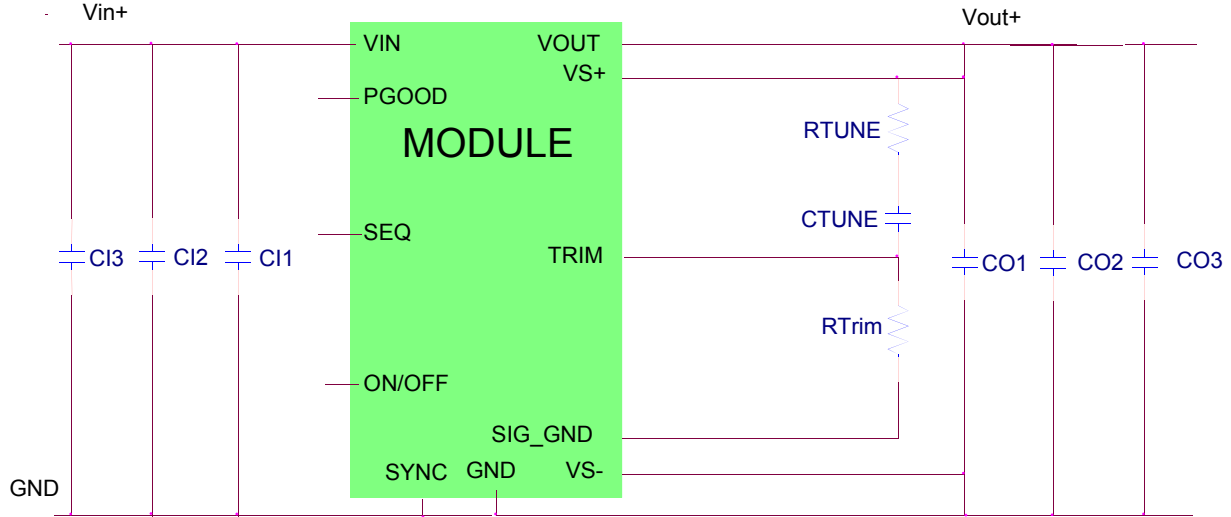 Vin+
Vout+
VIN
VOUT
VS+
PGOOD
MODULE
RTUNE
CTUNE
SEQ
TRIM
CI3
CI2
CI1
CO1
CO2
CO3
RTrim
ON/OFF
SIG_GND
SYNC
GND
VS-
GND